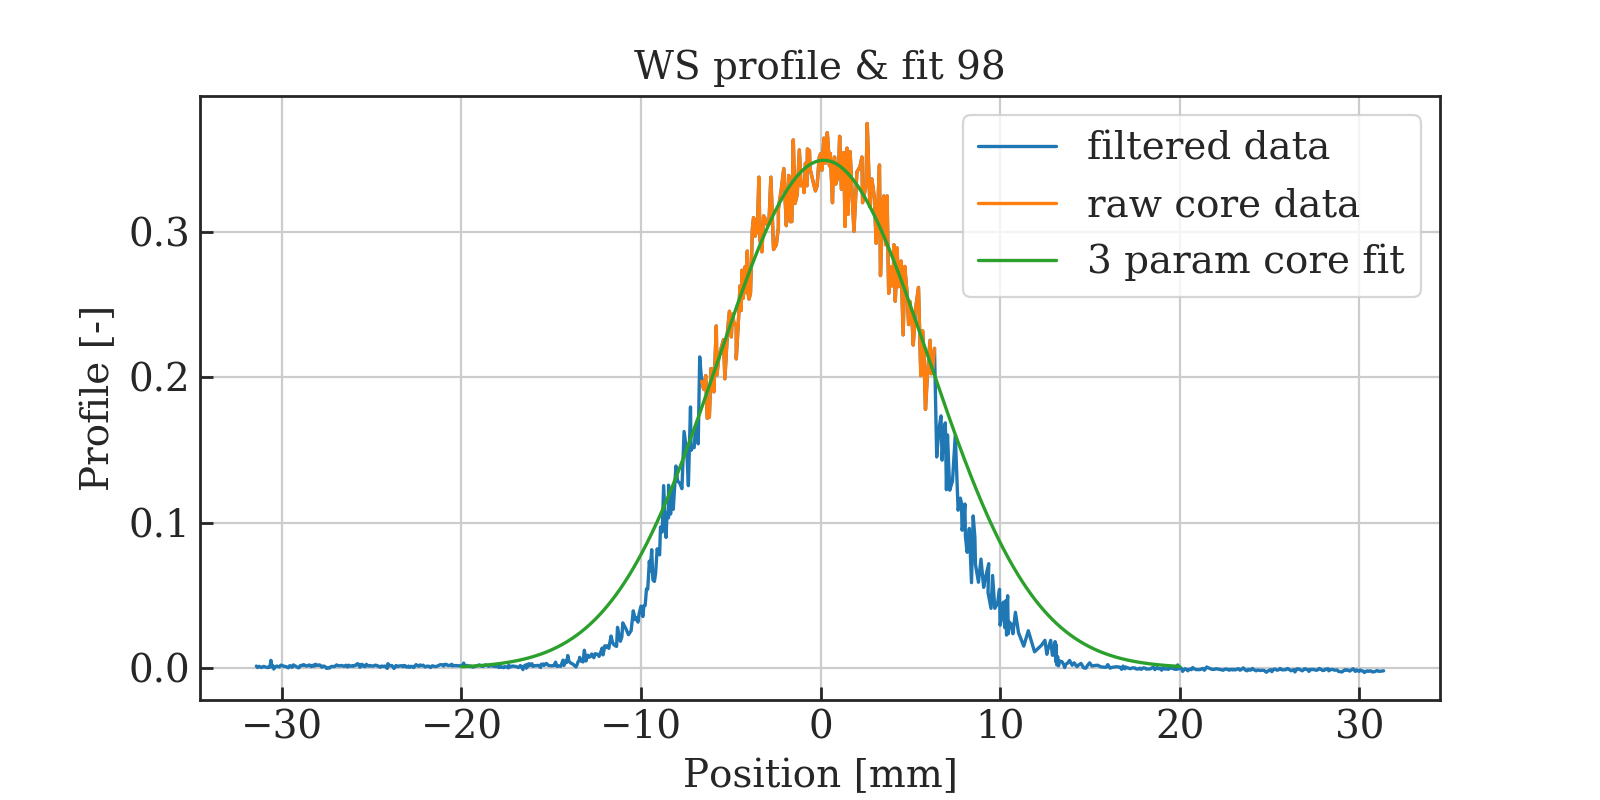 WS profile & fit 98
filtered data
raw core data
3 param core fit
Profile [-]
0.3
0.2
0.1
0.0
−30 −20 −10 0 10 20 30
Position [mm]